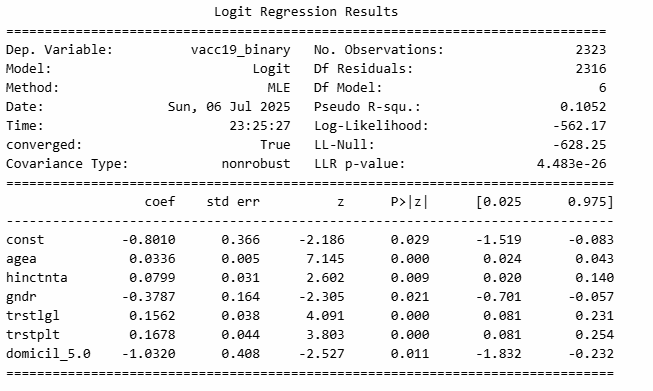 Logit Regression Results
==============================================================================
Dep. Variable: vacc19_binary No. Observations: 2323
Model: Logit Df Residuals: 2316
Method: MLE Df Model: 6
Date: Sun, 06 Jul 2025 Pseudo R-squ.: 0.1052
Time: 23:25:27 Log-Likelihood: -562.17
converged: True LL-Null: -628.25
Covariance Type: nonrobust LLR p-value: 4.483e-26
================================================================================
coef std err z P>|z| [0.025 0.975]
--------------------------------------------------------------------------------
const -0.8010 0.366 -2.186 0.029 -1.519 -0.083
agea 0.0336 0.005 7.145 0.000 0.024 0.043
hinctnta 0.0799 0.031 2.602 0.009 0.020 0.140
gndr -0.3787 0.164 -2.305 0.021 -0.701 -0.057
trstlgl 0.1562 0.038 4.091 0.000 0.081 0.231
trstplt 0.1678 0.044 3.803 0.000 0.081 0.254
domicil_5.0 -1.0320 0.408 -2.527 0.011 -1.832 -0.232
================================================================================